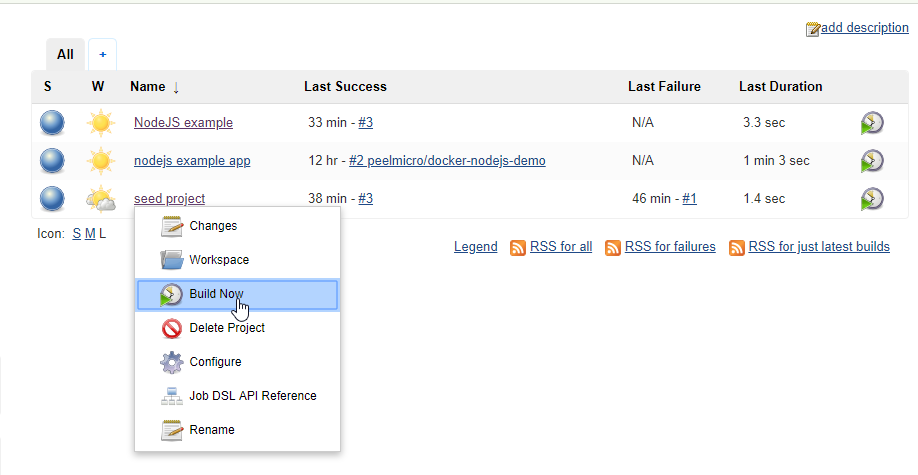 add description
All +
S W Name ↓ Last Success Last Failure Last Duration
NodeJS example 33 min - #3 N/A 3.3 sec
nodejs example app 12 hr - #2 peelmicro/docker-nodejs-demo N/A 1 min 3 sec
seed project 38 min - #3 46 min - #1 1.4 sec
Icon: S M L
Legend RSS for all RSS for failures RSS for just latest builds
Changes
Workspace
Build Now
Delete Project
Configure
Job DSL API Reference
Rename